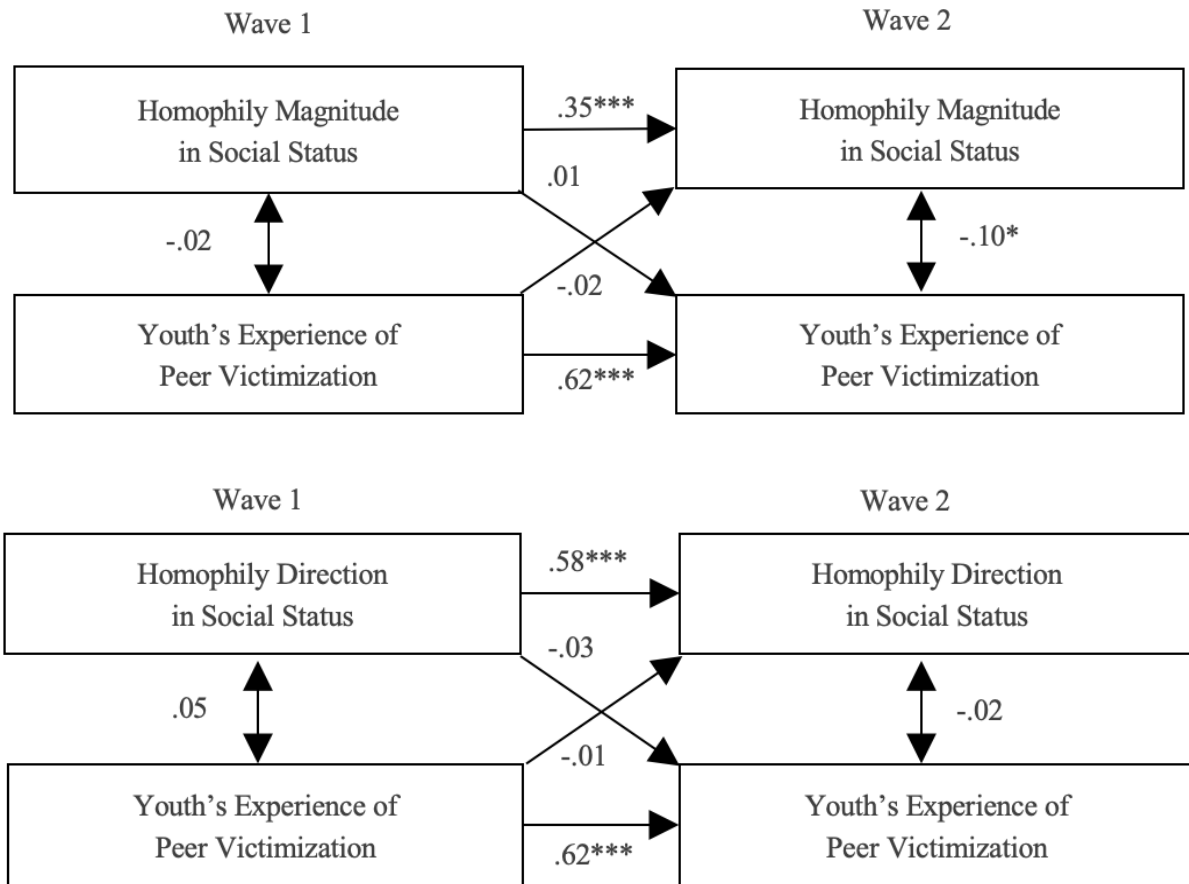 Wave 1
Wave 2
Homophily Magnitude
in Social Status
.35***
Homophily Magnitude
in Social Status
.01
-.02
-.10*
-.02
Youth’s Experience of
Peer Victimization
.62***
Youth’s Experience of
Peer Victimization
Wave 1
Wave 2
Homophily Direction
in Social Status
.58***
Homophily Direction
in Social Status
-.03
.05
-.02
-.01
Youth’s Experience of
Peer Victimization
.62***
Youth’s Experience of
Peer Victimization